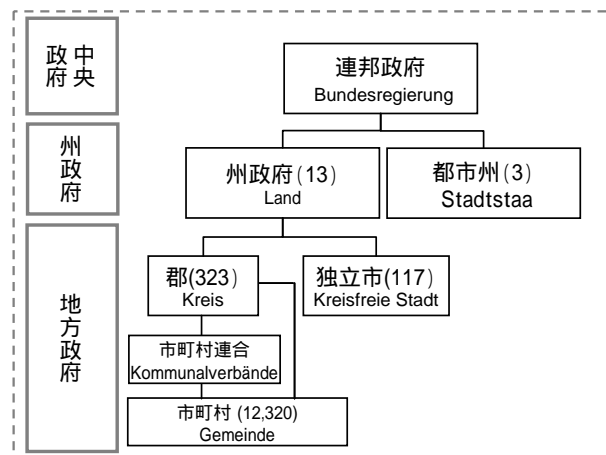 中央政府
連邦政府
Bundesregierung
州政府
州政府(13)
Land
都市州(3)
Stadtstaa
地方政府
郡(323)
Kreis
独立市(117)
Kreisfreie Stadt
市町村連合
Kommunalverbände
市町村 (12,320)
Gemeinde